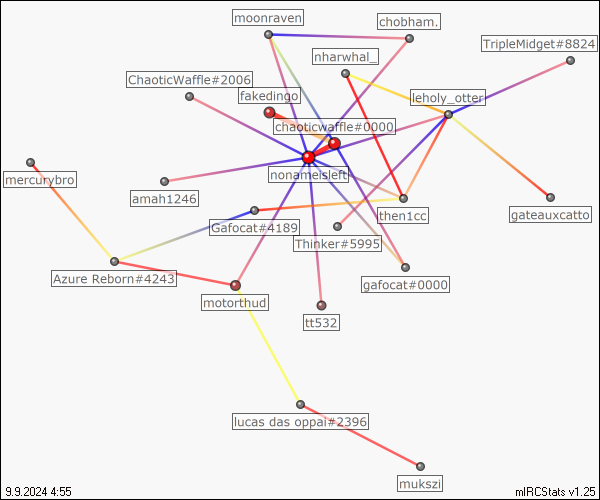 moonraven
chobham.
nharwhal_
TripleMidget#8824
ChaoticWaffle#2006
fakedingo
leholy_otter
chaoticwaffle#0000
nonameisleft
mercurybro
amah1246
Gafocat#4189
then1cc
gateauxcatto
Thinker#5995
Azure Reborn#4243
gafocat#0000
motorthud
tt532
lucas das oppai#2396
mukszi
9.9.2024 4:55
mIRCStats v1.25